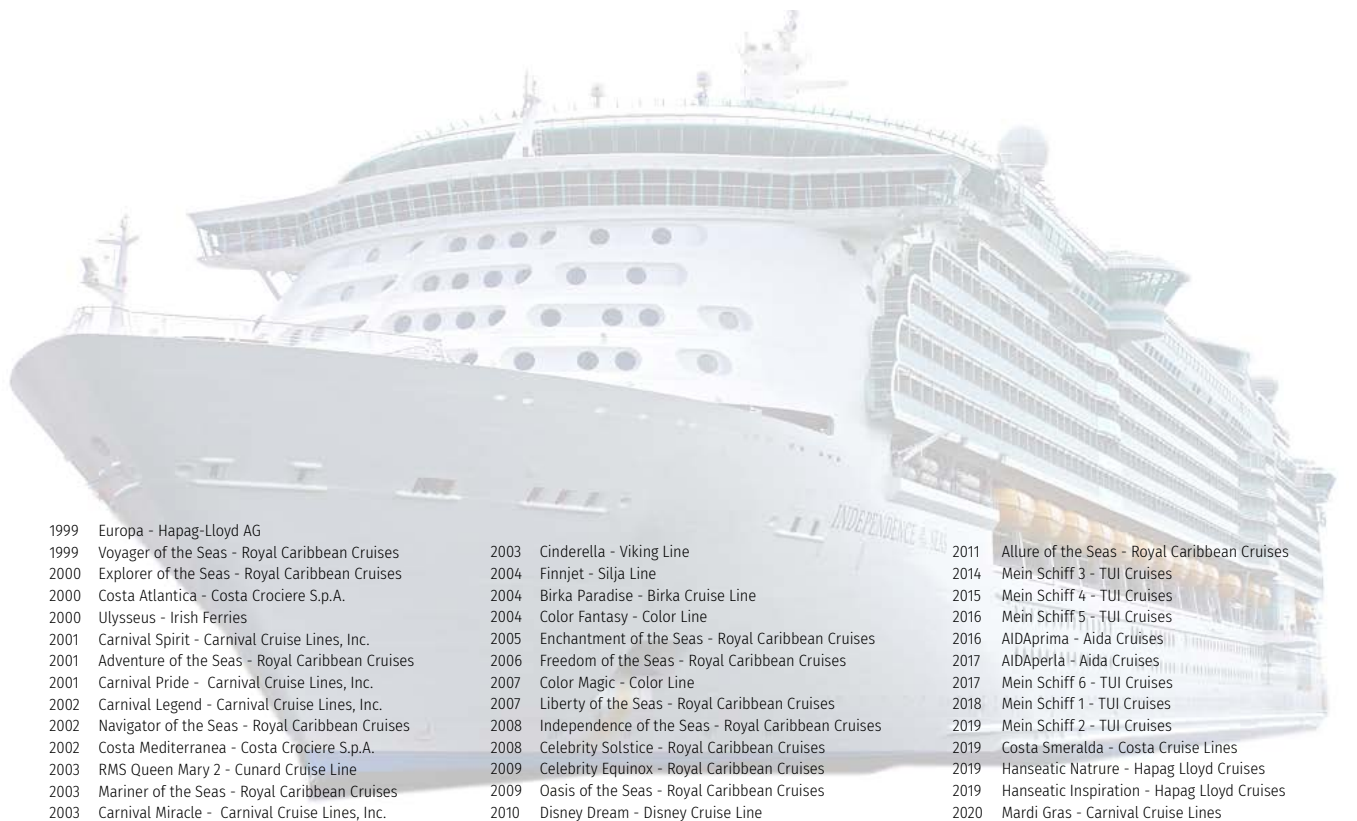 INDEPENDENCE of the SEAS
1999 Europa - Hapag-Lloyd AG
1999 Voyager of the Seas - Royal Caribbean Cruises
2000 Explorer of the Seas - Royal Caribbean Cruises
2000 Costa Atlantica - Costa Crociere S.p.A.
2000 Ulysseus - Irish Ferries
2001 Carnival Spirit - Carnival Cruise Lines, Inc.
2001 Adventure of the Seas - Royal Caribbean Cruises
2001 Carnival Pride - Carnival Cruise Lines, Inc.
2002 Carnival Legend - Carnival Cruise Lines, Inc.
2002 Navigator of the Seas - Royal Caribbean Cruises
2002 Costa Mediterranea - Costa Crociere S.p.A.
2003 RMS Queen Mary 2 - Cunard Cruise Line
2003 Mariner of the Seas - Royal Caribbean Cruises
2003 Carnival Miracle - Carnival Cruise Lines, Inc.
2003 Cinderella - Viking Line
2004 Finnjet - Silja Line
2004 Birka Paradise - Birka Cruise Line
2004 Color Fantasy - Color Line
2005 Enchantment of the Seas - Royal Caribbean Cruises
2006 Freedom of the Seas - Royal Caribbean Cruises
2007 Color Magic - Color Line
2007 Liberty of the Seas - Royal Caribbean Cruises
2008 Independence of the Seas - Royal Caribbean Cruises
2008 Celebrity Solstice - Royal Caribbean Cruises
2009 Celebrity Equinox - Royal Caribbean Cruises
2009 Oasis of the Seas - Royal Caribbean Cruises
2010 Disney Dream - Disney Cruise Line
2011 Allure of the Seas - Royal Caribbean Cruises
2014 Mein Schiff 3 - TUI Cruises
2015 Mein Schiff 4 - TUI Cruises
2016 Mein Schiff 5 - TUI Cruises
2016 AIDAprima - Aida Cruises
2017 AIDAperla - Aida Cruises
2017 Mein Schiff 6 - TUI Cruises
2018 Mein Schiff 1 - TUI Cruises
2019 Mein Schiff 2 - TUI Cruises
2019 Costa Smeralda - Costa Cruise Lines
2019 Hanseatic Natrure - Hapag Lloyd Cruises
2019 Hanseatic Inspiration - Hapag Lloyd Cruises
2020 Mardi Gras - Carnival Cruise Lines